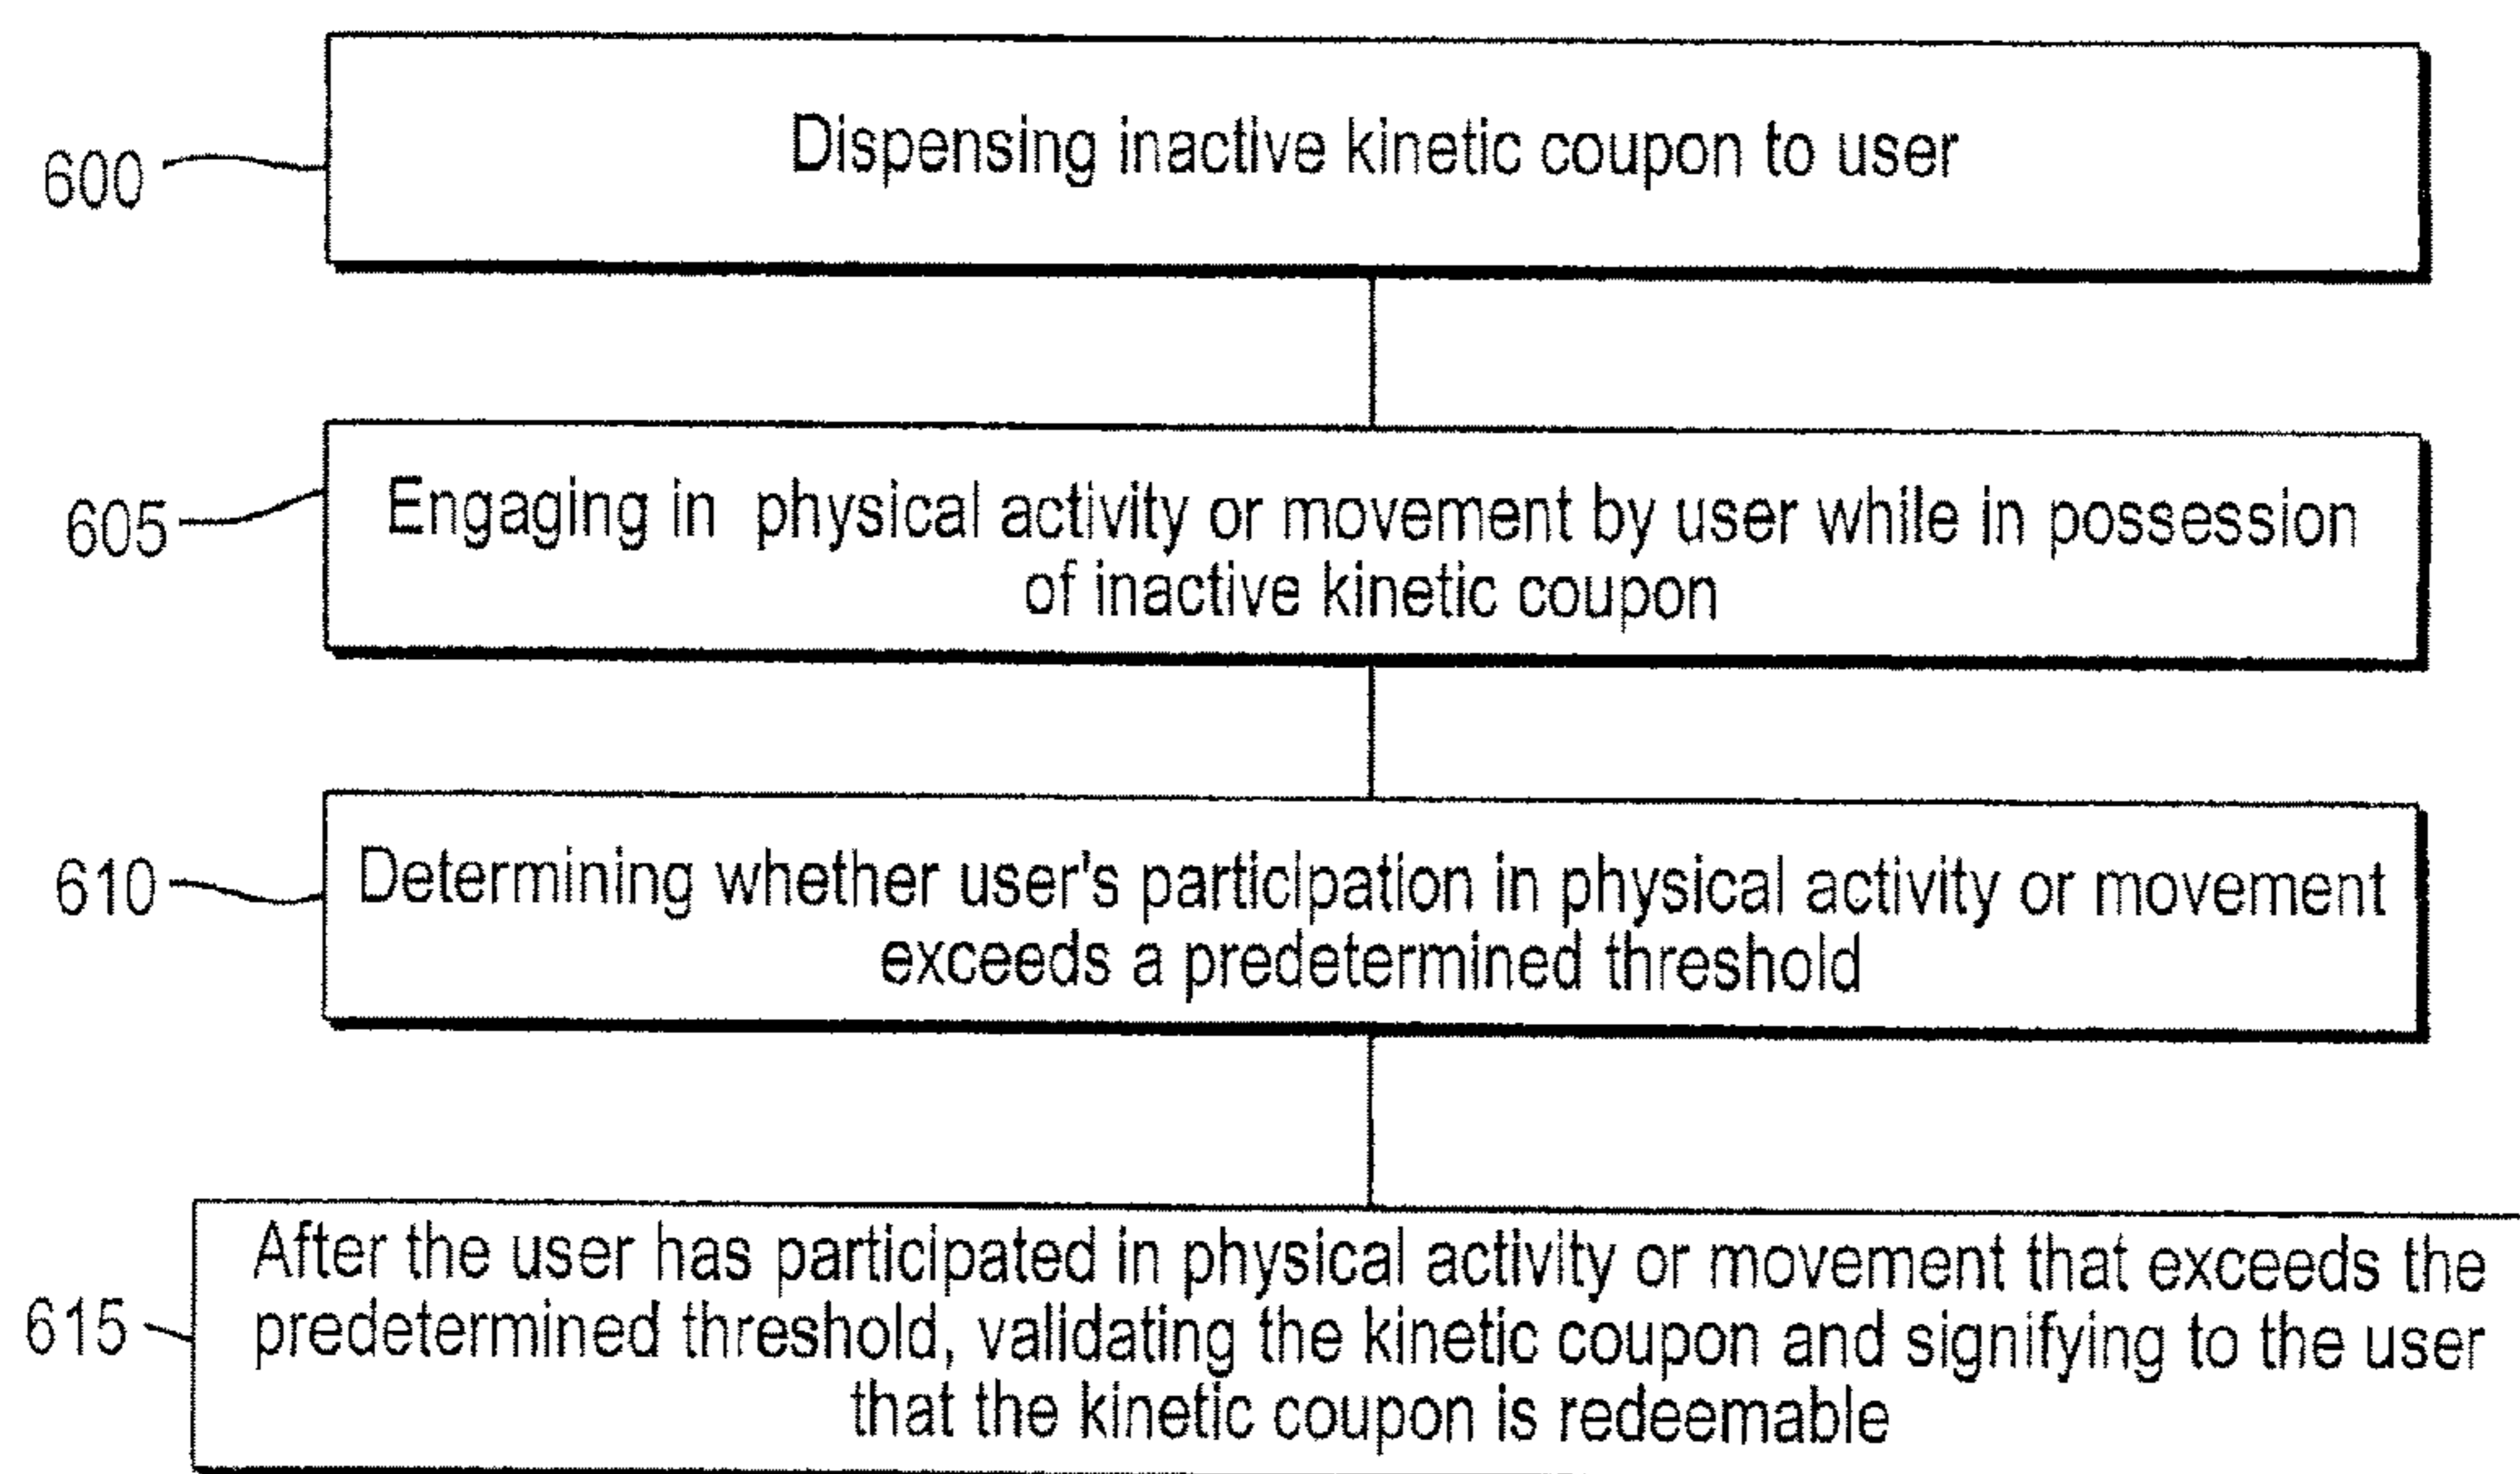 Dispensing inactive kinetic coupon to user
600
Engaging in physical activity or movement by user while in possession
of inactive kinetic coupon
605
Determining whether user's participation in physical activity or movement
exceeds a predetermined threshold
610
After the user has participated in physical activity or movement that exceeds the
predetermined threshold, validating the kinetic coupon and signifying to the user
that the kinetic coupon is redeemable
615